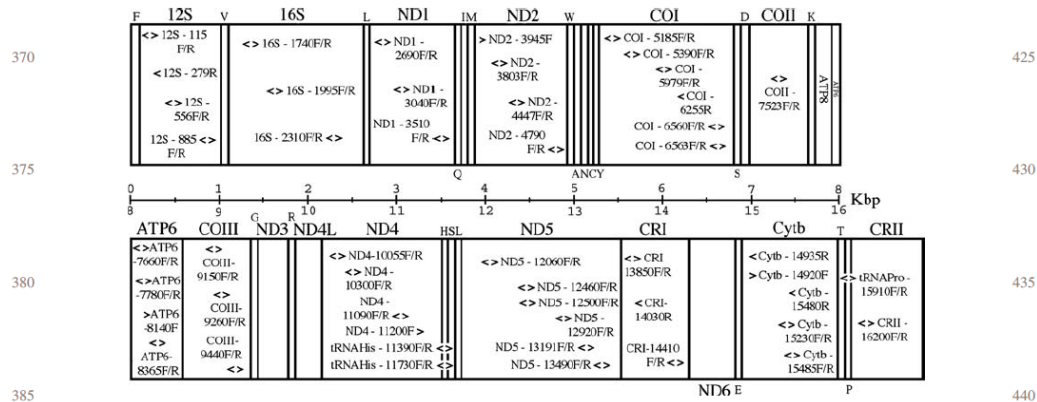 F 12S V 16S L ND1 IM ND2 W COI D COII K
370 425
<> 12S - 115
F/R
<12S - 279R
<> 12S -
556F/R
12S - 885 <>
F/R
<> 16S - 1740F/R
<> 16S - 1995F/R
16S - 2310F/R <>
<> ND1 -
2690F/R
<> ND1 -
3040F/R
ND1 - 3510
F/R <>
> ND2 - 3945F
<> ND2 -
3803F/R
<> ND2 -
4447F/R
ND2 - 4790
F/R <>
<> COI - 5185F/R
<> COI - 5390F/R
<> COI -
5979F/R
<COI -
6255R
COI - 6560F/R <>
COI - 6563F/R <>
<>
COII -
7523F/R
ATP8
375 430
Q ANCY S
0 1 2 3 4 5 6 7 8 Kbp
8 9 10 11 12 13 14 15 16
ATP6 COIII G ND3 R ND4L ND4 HSL ND5 CRI Cytb T CRII
380 435
<>ATP6
-7660F/R
<>ATP6
-7780F/R
>ATP6
-8140F
<>
ATP6-
8365F/R
<>
COIII-
9150F/R
<>
COIII-
9260F/R
COIII-
9440F/R
<>
<> ND4-10055F/R
<> ND4 -
10300F/R
ND4 -
11090F/R <>
ND4 - 11200F >
tRNAHis - 11390F/R <>
tRNAHis - 11730F/R <>
<> ND5 - 12060F/R
<> ND5 - 12460F/R
<> ND5 - 12500F/R
<> ND5 -
12920F/R
ND5 - 13191F/R <>
ND5 - 13490F/R <>
<> CRI
13850F/R
< CRI-
14030R
CRI-14410
F/R <>
<Cytb - 14935R
>Cytb - 14920F
<Cytb -
15480R
<> Cytb -
15230F/R
<> Cytb -
15485F/R
<> tRNAPro -
15910F/R
<> CRII -
16200F/R
ND6 E P
385 440